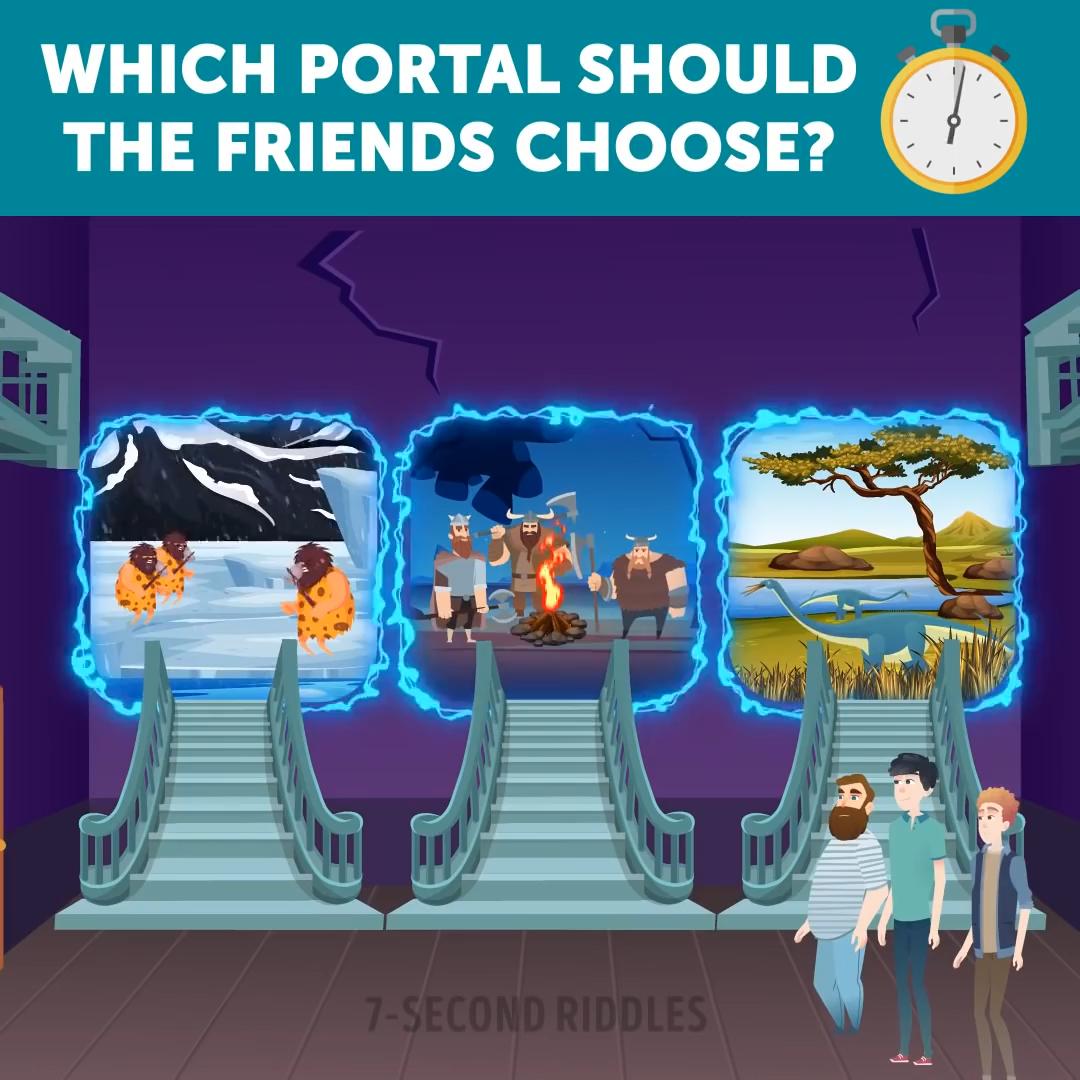 WHICH PORTAL SHOULD
THE FRIENDS CHOOSE?
7-SECOND RIDDLES